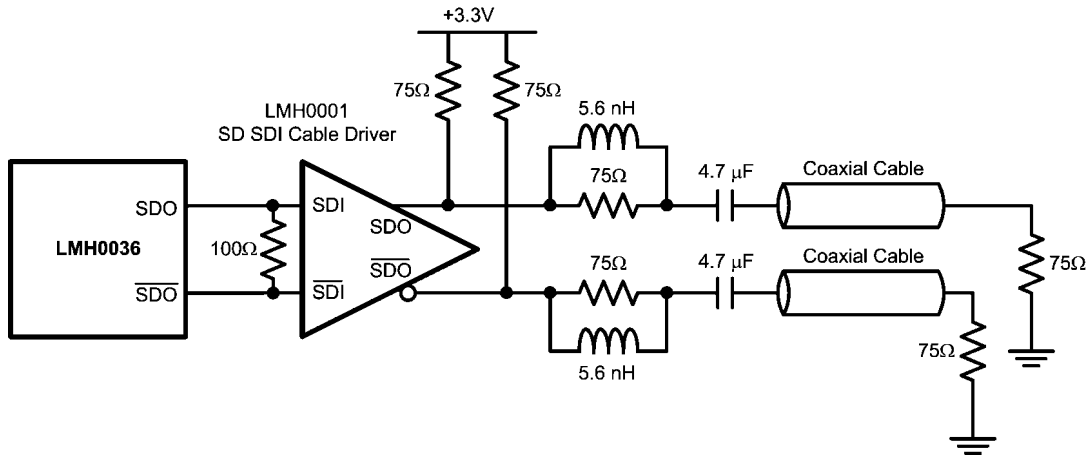 +3.3V
75Ω
75Ω
LMH0001
SD SDI Cable Driver
5.6 nH
75Ω
4.7 μF
Coaxial Cable
SDO
SDI
SDO
LMH0036
100Ω
SDO
SDI
SDO
75Ω
4.7 μF
Coaxial Cable
75Ω
5.6 nH
75Ω